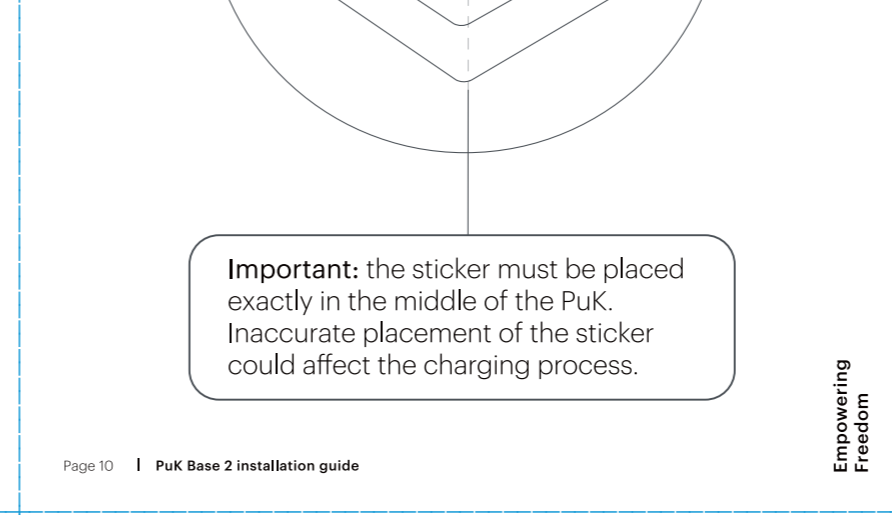 Important: the sticker must be placed
exactly in the middle of the PuK.
Inaccurate placement of the sticker
could affect the charging process.
Page 10 | PuK Base 2 installation guide
Empowering
Freedom